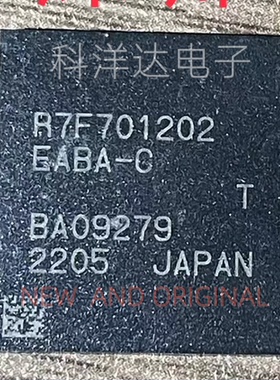 科洋达电子
R7F701202
EABA-C
T
BA09279
2205 JAPAN
NEW AND ORIGINAL